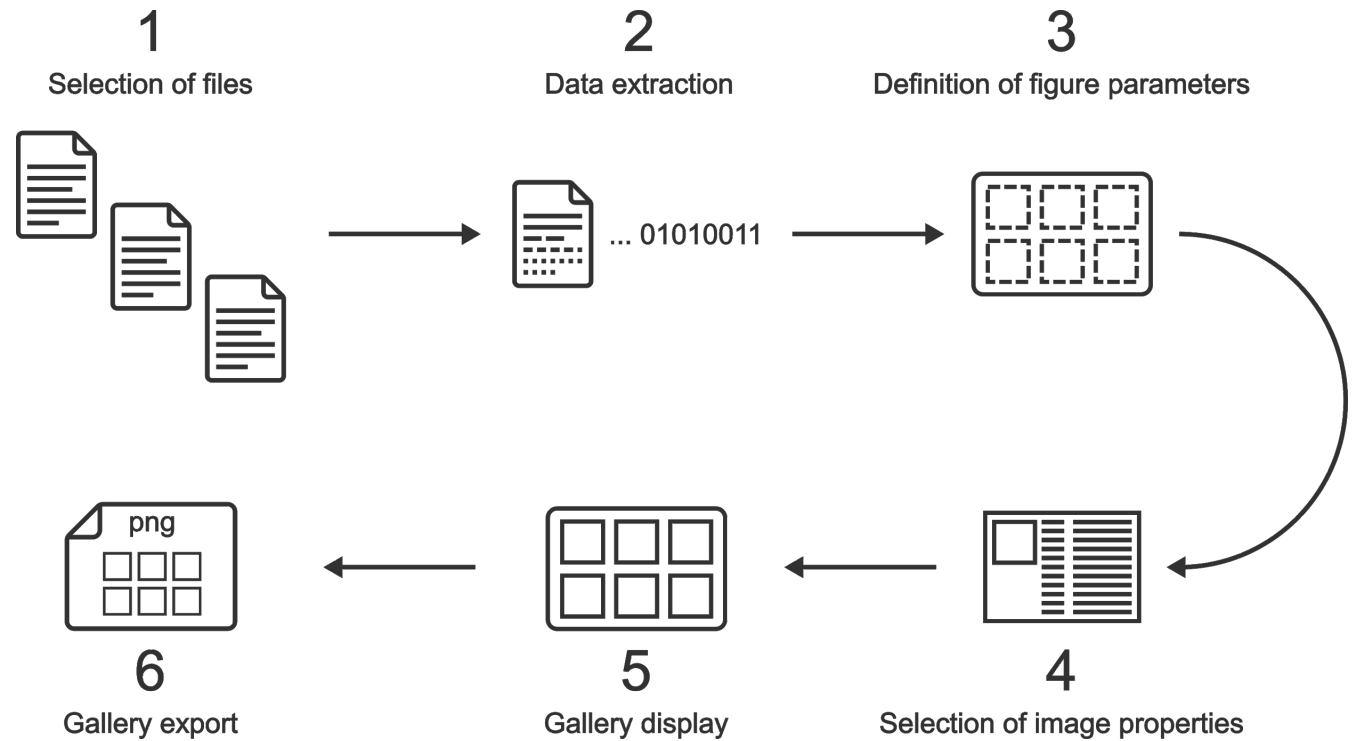 1
Selection of files
2
Data extraction
... 01010011
3
Definition of figure parameters
4
Selection of image properties
5
Gallery display
png
6
Gallery export